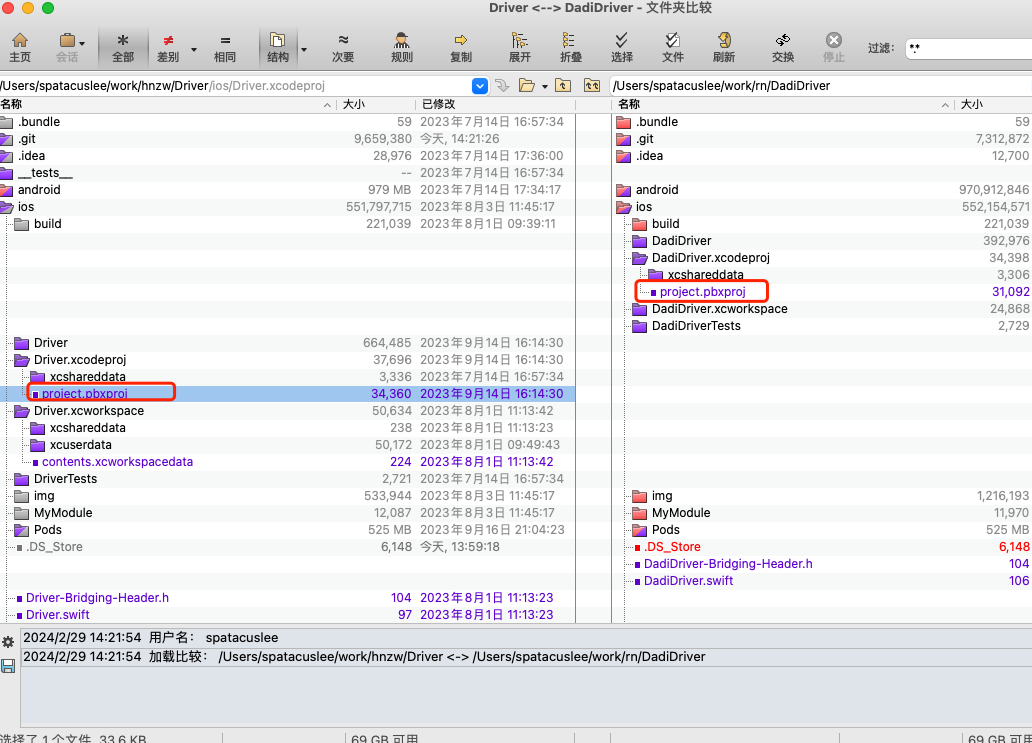 Driver <--> DadiDriver - 文件夹比较
主页 会话 全部 差别 相同 结构 次要 规则 复制 展开 折叠 选择 文件 刷新 交换 停止 过滤: *.*
/Users/spatacuslee/work/hnzw/Driver/ios/Driver.xcodeproj /Users/spatacuslee/work/rn/DadiDriver
名称 大小 已修改 名称 大小
.bundle 59 2023年7月14日 16:57:34 .bundle 59
.git 9,659,380 今天, 14:21:26 .git 7,312,872
.idea 28,976 2023年7月14日 17:36:00 .idea 12,700
__tests__ -- 2023年7月14日 16:57:34
android 979 MB 2023年7月14日 17:34:17 android 970,912,846
ios 551,797,715 2023年8月3日 11:45:17 ios 552,154,571
build 221,039 2023年8月1日 09:39:11 build 221,039
DadiDriver 392,976
DadiDriver.xcodeproj 34,398
xcshareddata 3,306
project.pbxproj 31,092
DadiDriver.xcworkspace 24,868
DadiDriverTests 2,729
Driver 664,485 2023年9月14日 16:14:30
Driver.xcodeproj 37,696 2023年9月14日 16:14:30
xcshareddata 3,336 2023年7月14日 16:57:34
project.pbxproj 34,360 2023年9月14日 16:14:30
Driver.xcworkspace 50,634 2023年8月1日 11:13:42
xcshareddata 238 2023年8月1日 11:13:23
xcuserdata 50,172 2023年8月1日 09:49:43
contents.xcworkspacedata 224 2023年8月1日 11:13:42
DriverTests 2,721 2023年7月14日 16:57:34
img 533,944 2023年8月3日 11:45:17 img 1,216,193
MyModule 12,087 2023年8月3日 11:45:17 MyModule 11,970
Pods 525 MB 2023年9月16日 21:04:23 Pods 525 MB
.DS_Store 6,148 今天, 13:59:18 .DS_Store 6,148
DadiDriver-Bridging-Header.h 104
DadiDriver.swift 106
Driver-Bridging-Header.h 104 2023年8月1日 11:13:23
Driver.swift 97 2023年8月1日 11:13:23
2024/2/29 14:21:54 用户名: spatacuslee
2024/2/29 14:21:54 加载比较: /Users/spatacuslee/work/hnzw/Driver <-> /Users/spatacuslee/work/rn/DadiDriver
选择了 1 个文件, 33.6 KB 69 GB 可用 69 GB 可用